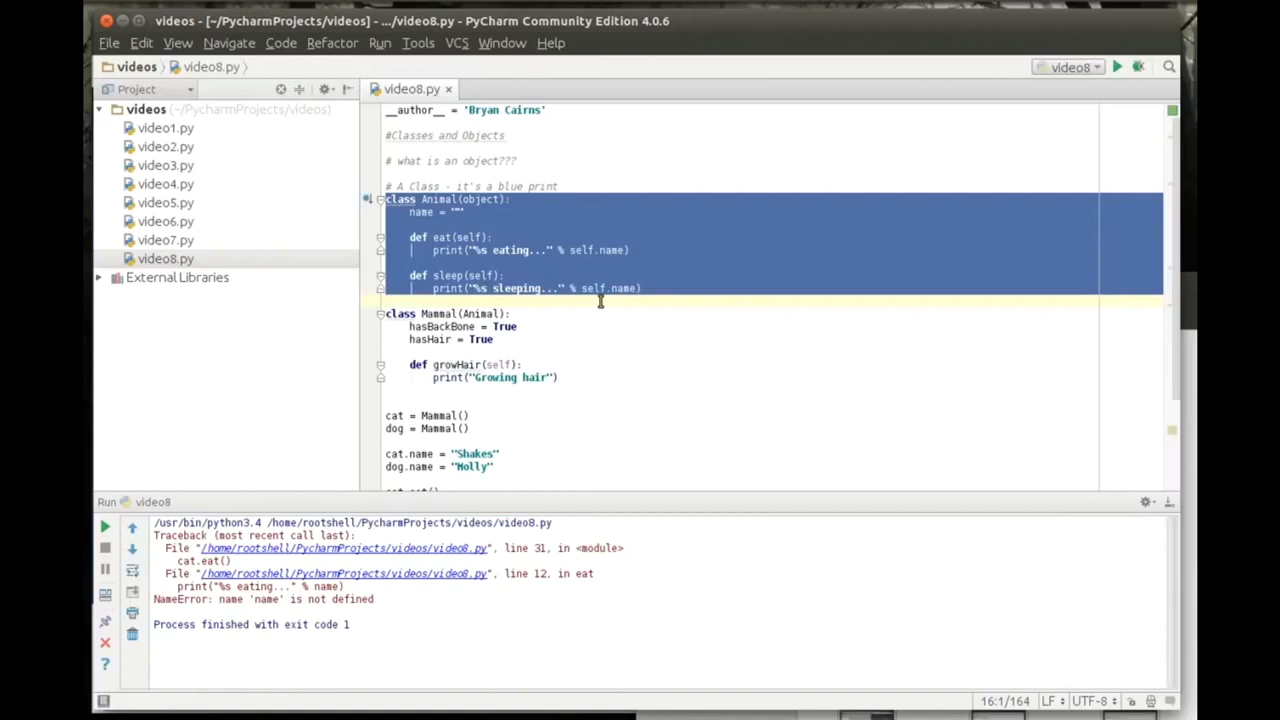 videos - [~/PycharmProjects/videos] - .../video8.py - PyCharm Community Edition 4.0.6
File Edit View Navigate Code Refactor Run Tools VCS Window Help
videos video8.py video8
Project video8.py
videos (~/PycharmProjects/videos)
video1.py
video2.py
video3.py
video4.py
video5.py
video6.py
video7.py
video8.py
External Libraries
__author__ = 'Bryan Cairns'
#Classes and Objects
# what is an object???
# A Class - it's a blue print
class Animal(object):
name = ""
def eat(self):
print("%s eating..." % self.name)
def sleep(self):
print("%s sleeping..." % self.name)
class Mammal(Animal):
hasBackBone = True
hasHair = True
def growHair(self):
print("Growing hair")
cat = Mammal()
dog = Mammal()
cat.name = "Shakes"
dog.name = "Molly"
Run video8
/usr/bin/python3.4 /home/rootshell/PycharmProjects/videos/video8.py
Traceback (most recent call last):
File "/home/rootshell/PycharmProjects/videos/video8.py", line 31, in <module>
cat.eat()
File "/home/rootshell/PycharmProjects/videos/video8.py", line 12, in eat
print("%s eating..." % name)
NameError: name 'name' is not defined
Process finished with exit code 1
16:1/164 LF UTF-8